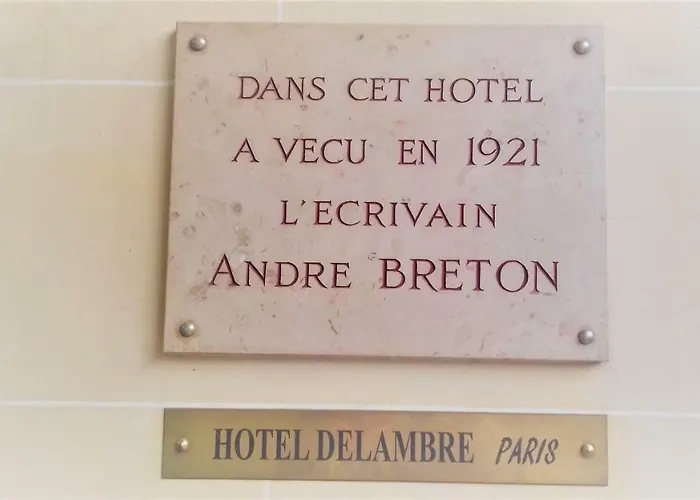 DANS CET HOTEL
A VECU EN 1921
L'ECRIVAIN
ANDRE BRETON
HOTEL DELAMBRE PARIS